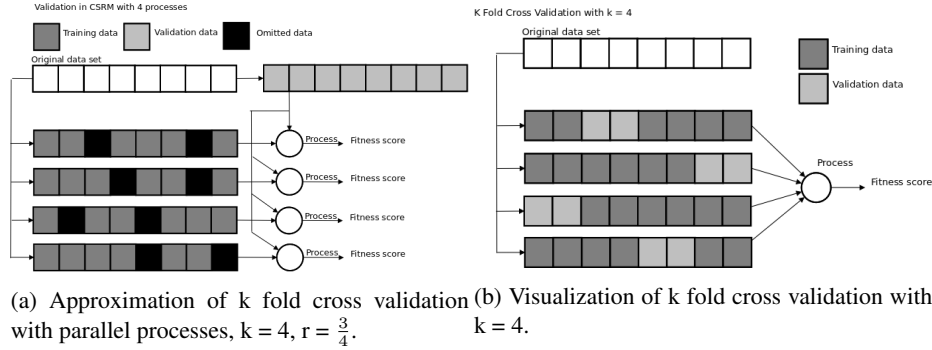 Validation in CSRM with 4 processes
Training data
Validation data
Omitted data
Original data set
Process
Fitness score
Process
Fitness score
Process
Fitness score
Process
Fitness score
(a) Approximation of k fold cross validation
with parallel processes, k = 4, r = 3/4.
K Fold Cross Validation with k = 4
Original data set
Training data
Validation data
Process
Fitness score
(b) Visualization of k fold cross validation with
k = 4.